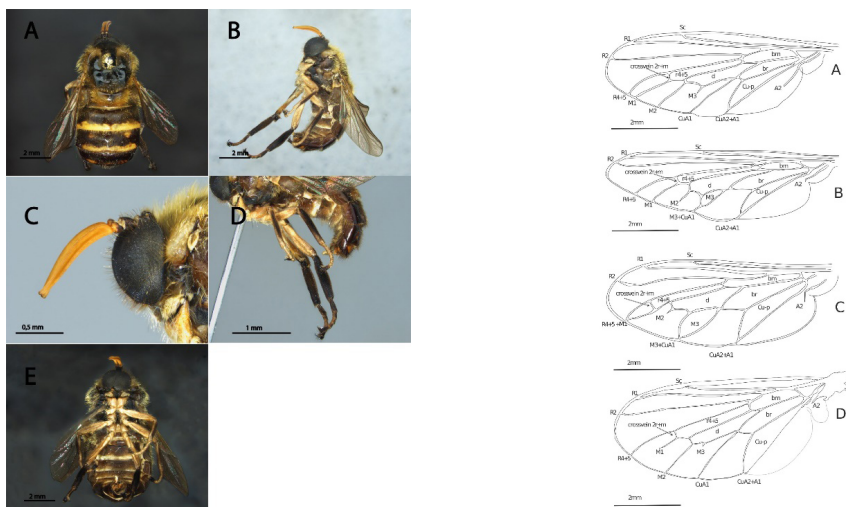 A
2 mm
B
2 mm
C
0,5 mm
D
1 mm
E
2 mm
Sc
R1
R2
bm
crossvein 2r-m
r4+5
br
d
Cu-p
M3
A2
R4+5
M1
M2
CuA1
CuA2+A1
2mm
A
Sc
R1
R2
bm
crossvein 2r-m
r4+5
br
d
Cu-p
M3
A2
R4+5
M1
M2
M3+CuA1
CuA2+A1
2mm
B
Sc
R1
R2
bm
crossvein 2r-m
r4+5
br
d
Cu-p
A2
M2
M3
R4+5+M1
M3+CuA1
CuA2+A1
2mm
C
Sc
R1
R2
bm
r4+5
br
crossvein 2r-m
d
A2
Cu-p
M1
M3
R4+5
M2
CuA1
CuA2+A1
2mm
D